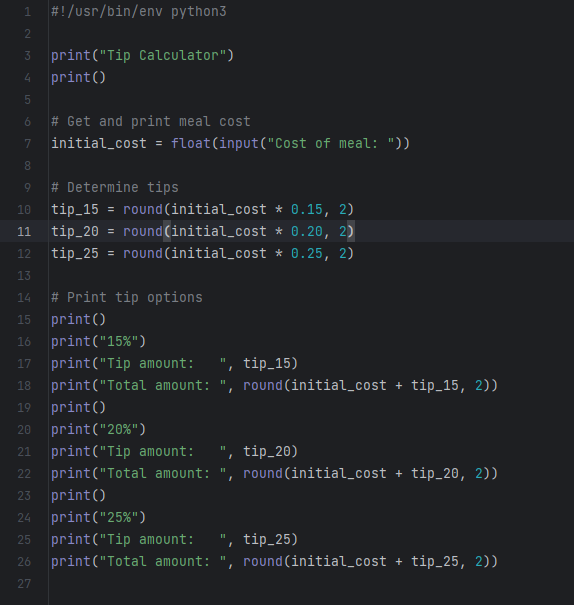 1 #!/usr/bin/env python3
2
3 print("Tip Calculator")
4 print()
5
6 # Get and print meal cost
7 initial_cost = float(input("Cost of meal: "))
8
9 # Determine tips
10 tip_15 = round(initial_cost * 0.15, 2)
11 tip_20 = round(initial_cost * 0.20, 2)
12 tip_25 = round(initial_cost * 0.25, 2)
13
14 # Print tip options
15 print()
16 print("15%")
17 print("Tip amount:   ", tip_15)
18 print("Total amount: ", round(initial_cost + tip_15, 2))
19 print()
20 print("20%")
21 print("Tip amount:   ", tip_20)
22 print("Total amount: ", round(initial_cost + tip_20, 2))
23 print()
24 print("25%")
25 print("Tip amount:   ", tip_25)
26 print("Total amount: ", round(initial_cost + tip_25, 2))
27